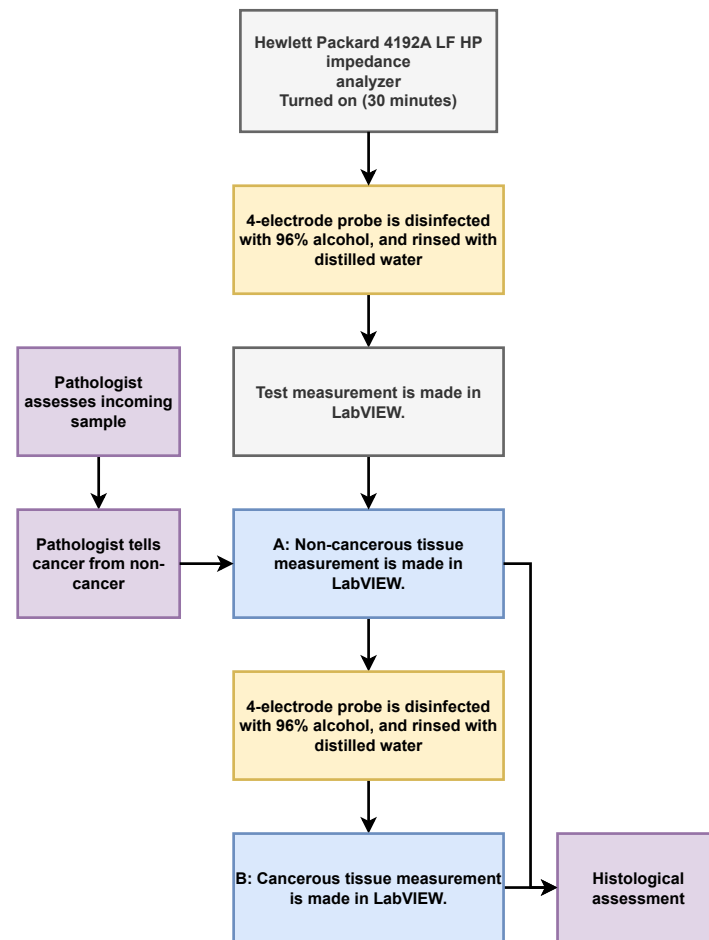 Hewlett Packard 4192A LF HP
impedance
analyzer
Turned on (30 minutes)
4-electrode probe is disinfected
with 96% alcohol, and rinsed with
distilled water
Pathologist
assesses incoming
sample
Test measurement is made in
LabVIEW.
Pathologist tells
cancer from non-
cancer
A: Non-cancerous tissue
measurement is made in
LabVIEW.
4-electrode probe is disinfected
with 96% alcohol, and rinsed with
distilled water
B: Cancerous tissue measurement
is made in LabVIEW.
Histological
assessment